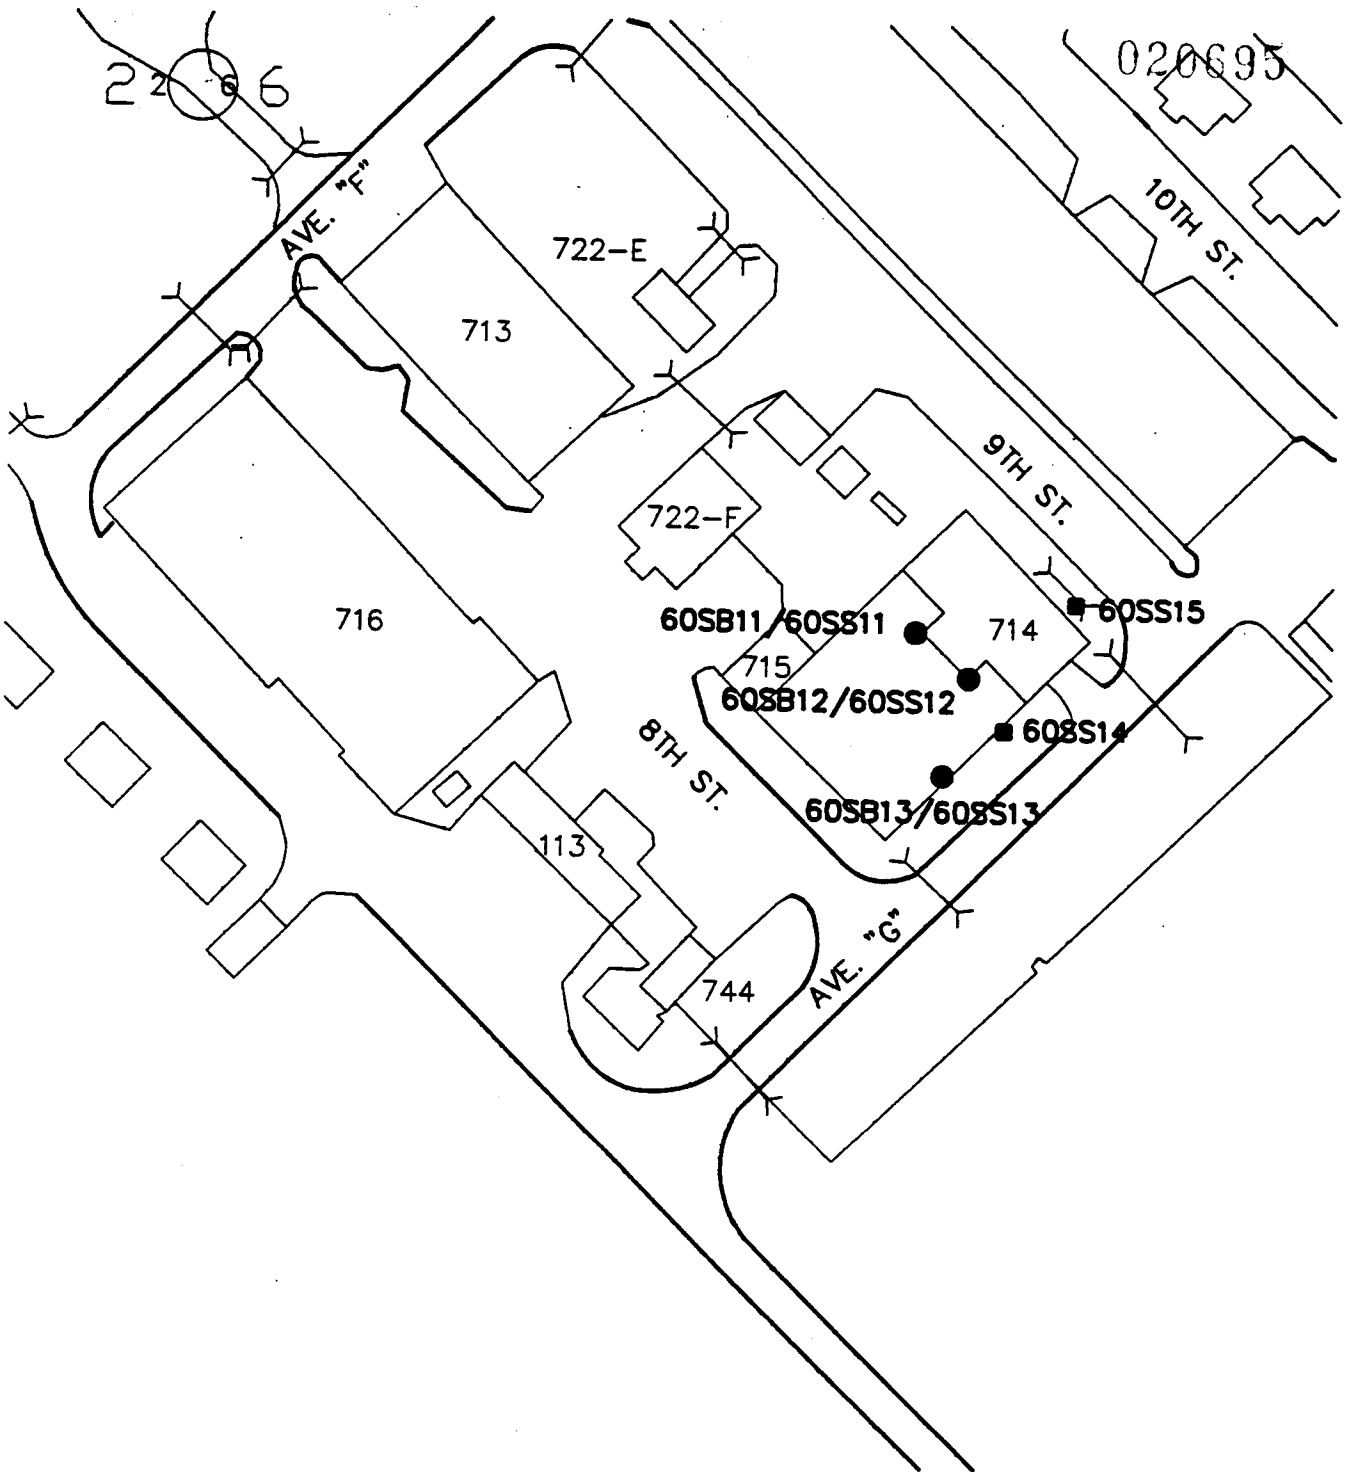 020695
2 2 6 6
AVE. "F"
10TH ST.
722-E
713
9TH ST.
722-F
716
60SB11/60SS11
714
60SS15
715
60SB12/60SS12
60SS14
8TH ST.
60SB13/60SS13
113
AVE. "G"
744